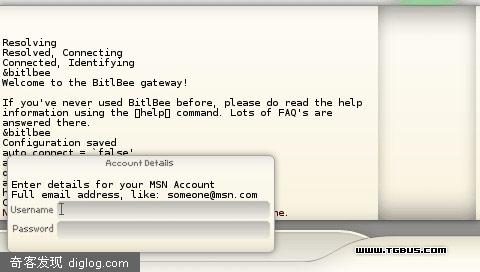 Resolving
Resolved, Connecting
Connected, Identifying
&bitlbee
Welcome to the BitlBee gateway!
If you've never used BitlBee before, please do read the help
information using the ▯help▯ command. Lots of FAQ's are
answered there.
&bitlbee
Configuration saved
auto_connect = `false'
Account Details
Enter details for your MSN Account
Full email address, like: someone@msn.com
Username
Password
www.TGBUS.com
奇客发现 diglog.com